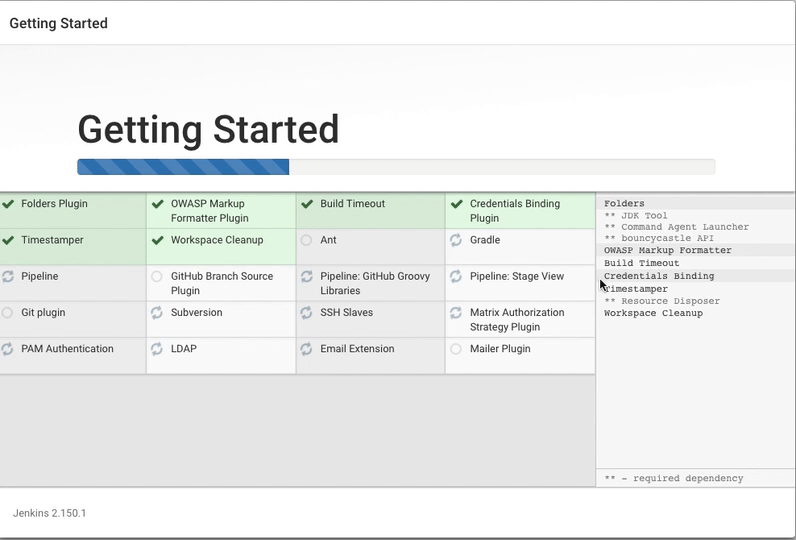 Getting Started
Getting Started
Folders Plugin
OWASP Markup
Formatter Plugin
Build Timeout
Credentials Binding
Plugin
Timestamper
Workspace Cleanup
Ant
Gradle
Pipeline
GitHub Branch Source
Plugin
Pipeline: GitHub Groovy
Libraries
Pipeline: Stage View
Git plugin
Subversion
SSH Slaves
Matrix Authorization
Strategy Plugin
PAM Authentication
LDAP
Email Extension
Mailer Plugin
Folders
** JDK Tool
** Command Agent Launcher
** bouncycastle API
OWASP Markup Formatter
Build Timeout
Credentials Binding
Timestamper
** Resource Disposer
Workspace Cleanup
** - required dependency
Jenkins 2.150.1